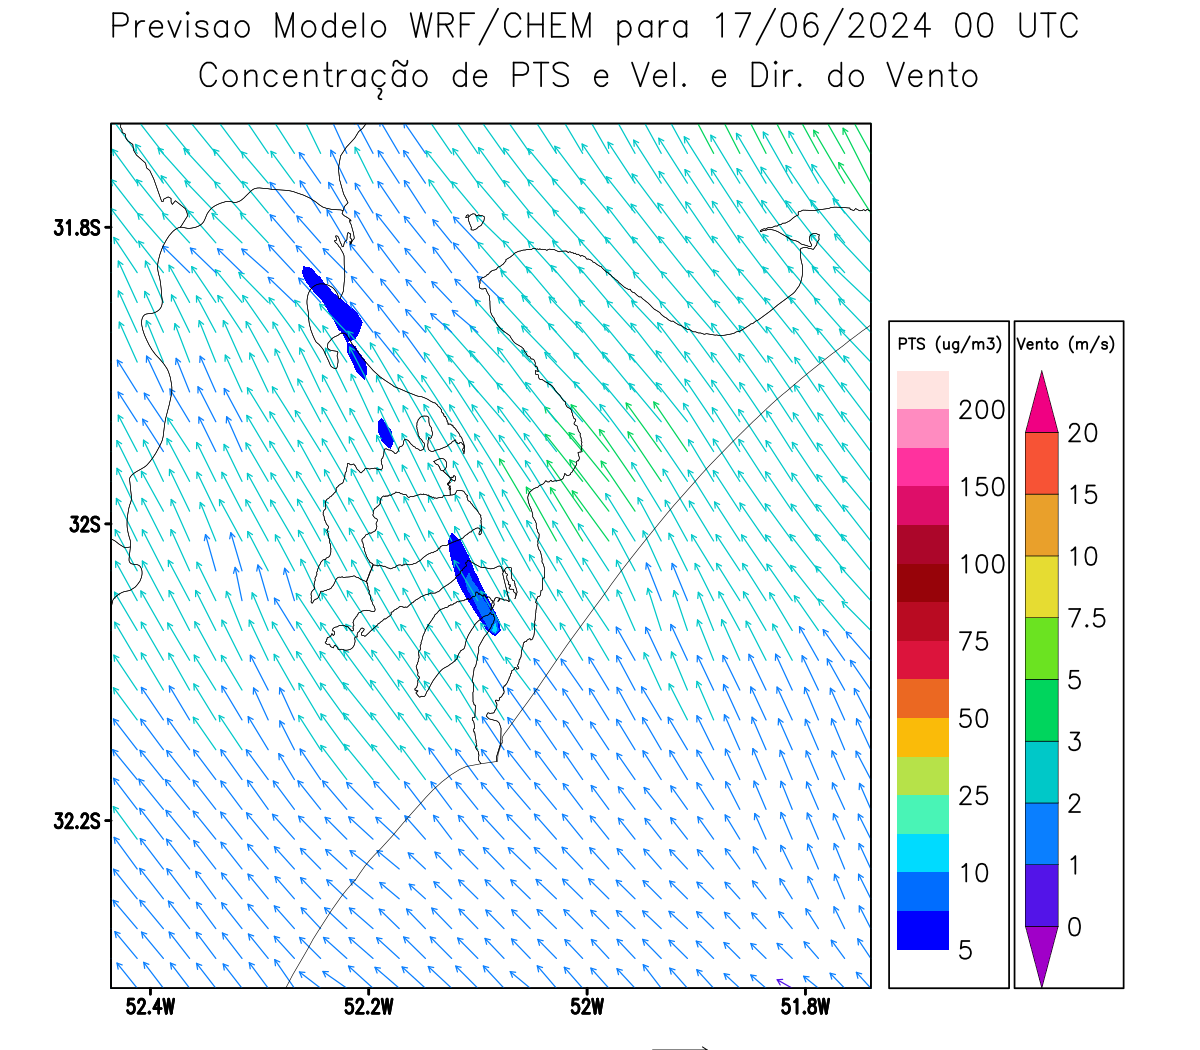 Previsao Modelo WRF/CHEM para 17/06/2024 00 UTC
Concentração de PTS e Vel. e Dir. do Vento
31.8S
32S
32.2S
52.4W
52.2W
52W
51.8W
PTS (ug/m3)
200
150
100
75
50
25
10
5
Vento (m/s)
20
15
10
7.5
5
3
2
1
0